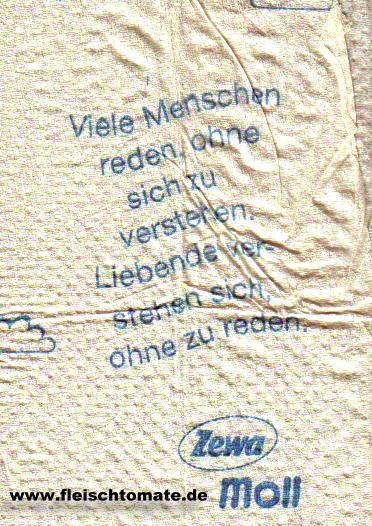 Viele Menschen
reden, ohne
sich zu
verstehen.
Liebende ver-
stehen sich,
ohne zu reden.
Zewa
moll
www.fleischtomate.de